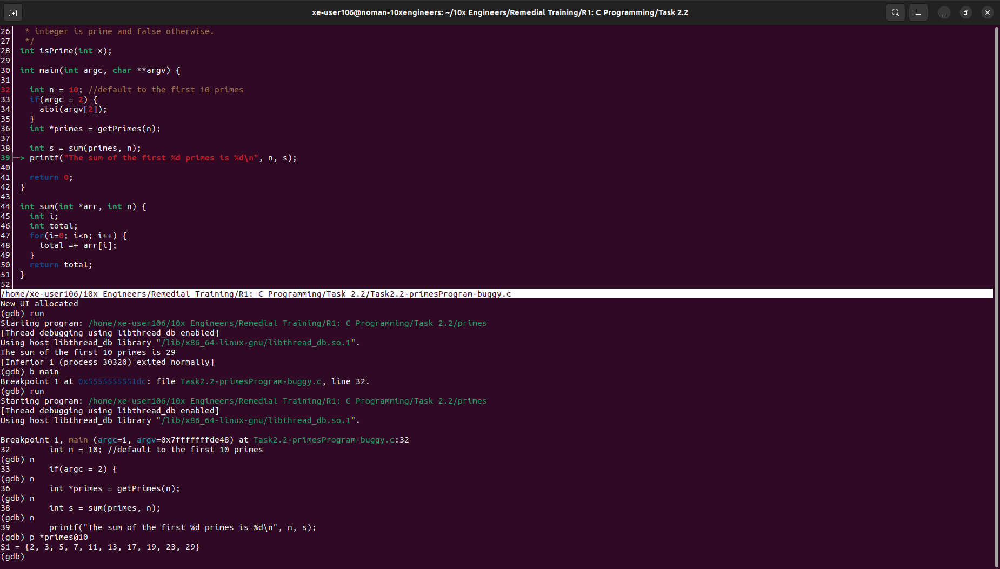 xe-user106@noman-10xengineers: ~/10x Engineers/Remedial Training/R1: C Programming/Task 2.2
26   * integer is prime and false otherwise.
27   */
28  int isPrime(int x);
29
30  int main(int argc, char **argv) {
31
32    int n = 10; //default to the first 10 primes
33    if(argc = 2) {
34      atoi(argv[2]);
35    }
36    int *primes = getPrimes(n);
37
38    int s = sum(primes, n);
39--> printf("The sum of the first %d primes is %d\n", n, s);
40
41    return 0;
42  }
43
44  int sum(int *arr, int n) {
45    int i;
46    int total;
47    for(i=0; i<n; i++) {
48      total =+ arr[i];
49    }
50    return total;
51  }
52
/home/xe-user106/10x Engineers/Remedial Training/R1: C Programming/Task 2.2/Task2.2-primesProgram-buggy.c
New UI allocated
(gdb) run
Starting program: /home/xe-user106/10x Engineers/Remedial Training/R1: C Programming/Task 2.2/primes
[Thread debugging using libthread_db enabled]
Using host libthread_db library "/lib/x86_64-linux-gnu/libthread_db.so.1".
The sum of the first 10 primes is 29
[Inferior 1 (process 30320) exited normally]
(gdb) b main
Breakpoint 1 at 0x5555555551dc: file Task2.2-primesProgram-buggy.c, line 32.
(gdb) run
Starting program: /home/xe-user106/10x Engineers/Remedial Training/R1: C Programming/Task 2.2/primes
[Thread debugging using libthread_db enabled]
Using host libthread_db library "/lib/x86_64-linux-gnu/libthread_db.so.1".

Breakpoint 1, main (argc=1, argv=0x7fffffffde48) at Task2.2-primesProgram-buggy.c:32
32        int n = 10; //default to the first 10 primes
(gdb) n
33        if(argc = 2) {
(gdb) n
36        int *primes = getPrimes(n);
(gdb) n
38        int s = sum(primes, n);
(gdb) n
39        printf("The sum of the first %d primes is %d\n", n, s);
(gdb) p *primes@10
$1 = {2, 3, 5, 7, 11, 13, 17, 19, 23, 29}
(gdb)